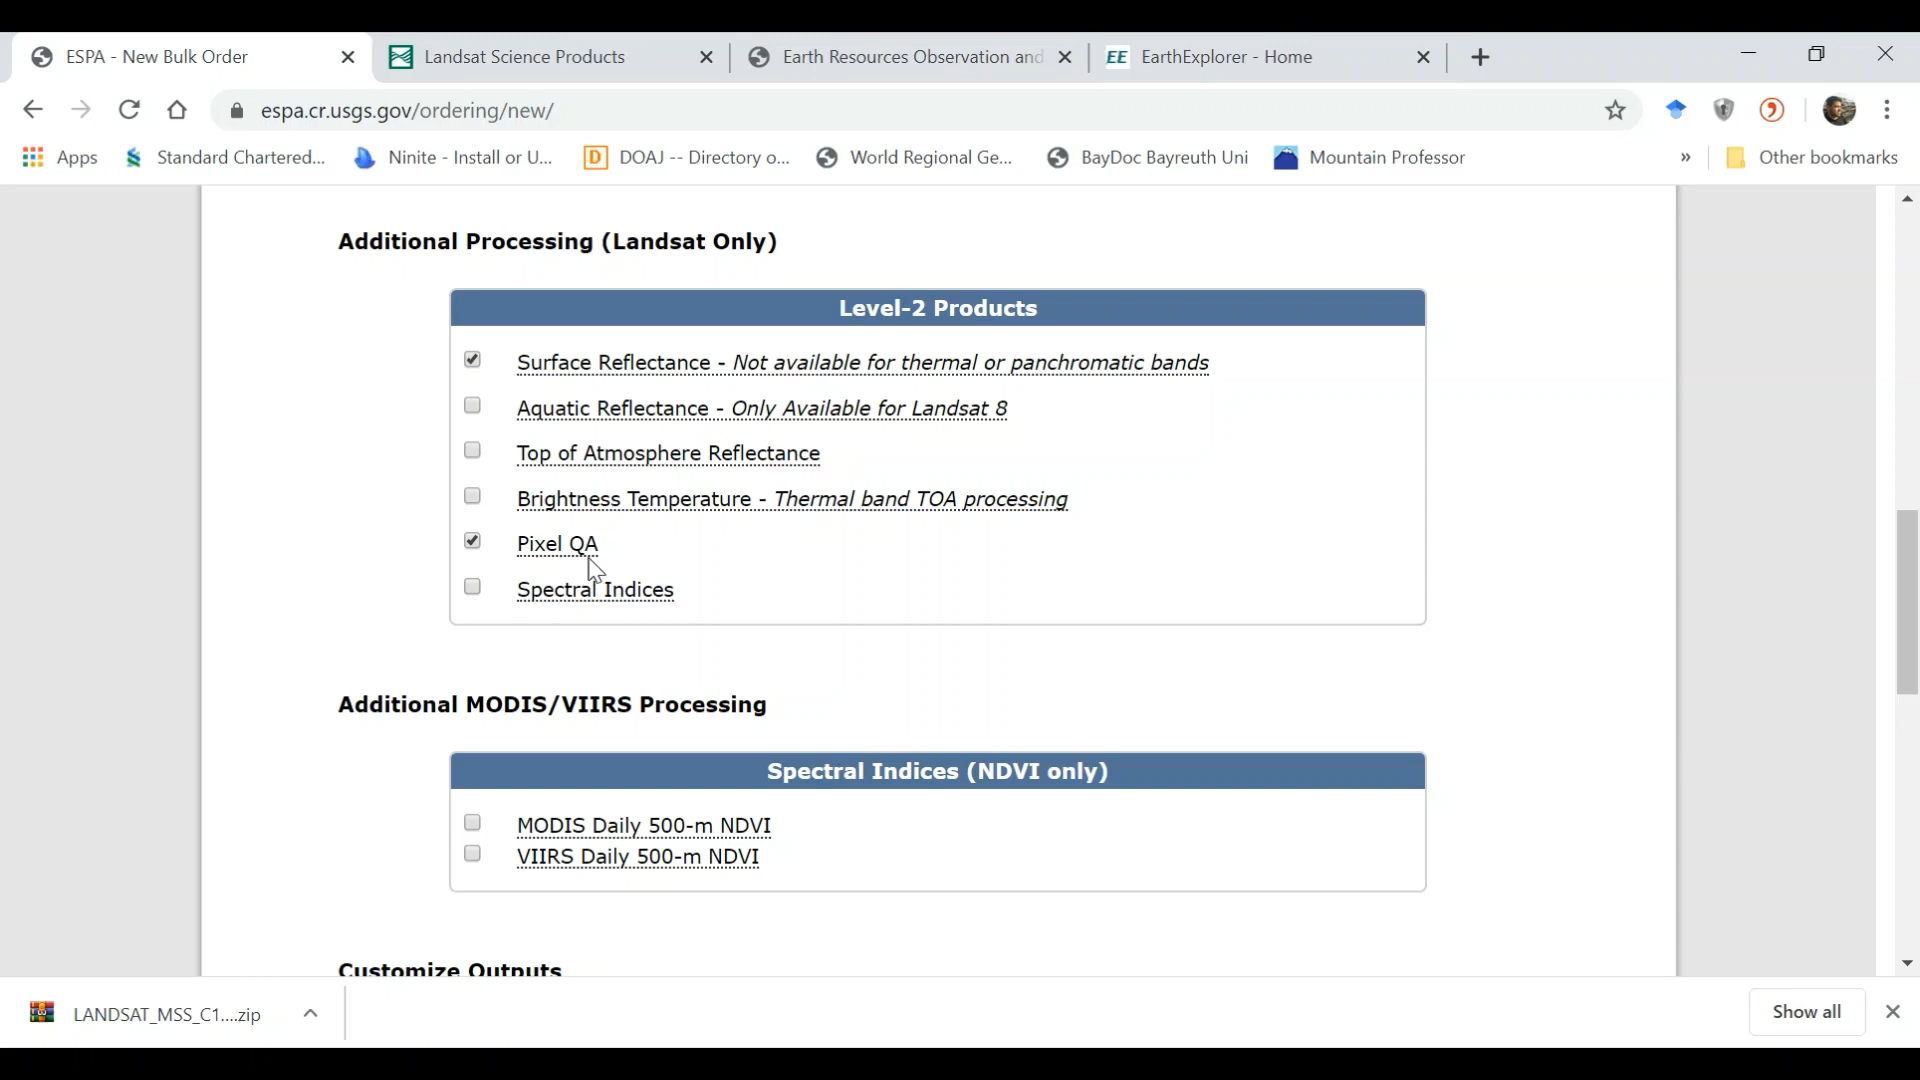 ESPA - New Bulk Order
Landsat Science Products
Earth Resources Observation and
EE EarthExplorer - Home
espa.cr.usgs.gov/ordering/new/
Apps
Standard Chartered...
Ninite - Install or U...
D DOAJ -- Directory o...
World Regional Ge...
BayDoc Bayreuth Uni
Mountain Professor
»
Other bookmarks
Additional Processing (Landsat Only)
Level-2 Products
Surface Reflectance - Not available for thermal or panchromatic bands
Aquatic Reflectance - Only Available for Landsat 8
Top of Atmosphere Reflectance
Brightness Temperature - Thermal band TOA processing
Pixel QA
Spectral Indices
Additional MODIS/VIIRS Processing
Spectral Indices (NDVI only)
MODIS Daily 500-m NDVI
VIIRS Daily 500-m NDVI
Customize Outputs
LANDSAT_MSS_C1....zip
Show all